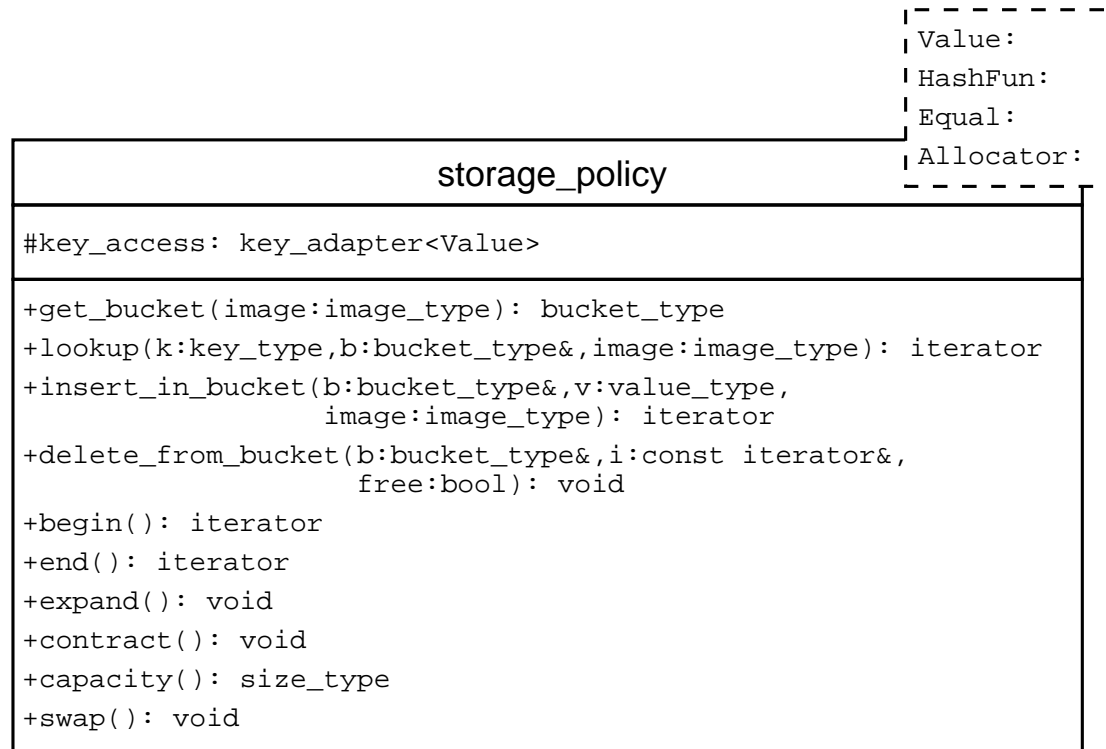 Value:
HashFun:
Equal:
Allocator:
storage_policy
#key_access: key_adapter<Value>
+get_bucket(image:image_type): bucket_type
+lookup(k:key_type,b:bucket_type&,image:image_type): iterator
+insert_in_bucket(b:bucket_type&,v:value_type,
image:image_type): iterator
+delete_from_bucket(b:bucket_type&,i:const iterator&,
free:bool): void
+begin(): iterator
+end(): iterator
+expand(): void
+contract(): void
+capacity(): size_type
+swap(): void